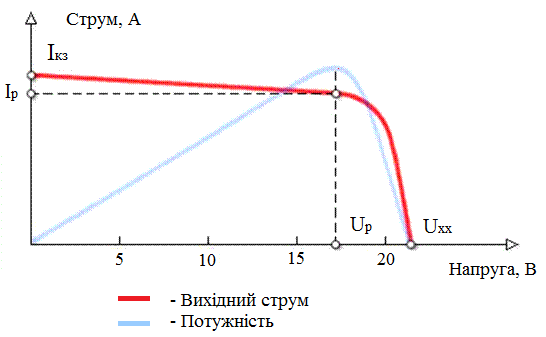 Струм, А
Iкз
Iр
Uр
Uхх
5 10 15 20
Напруга, В
- Вихідний струм
- Потужність